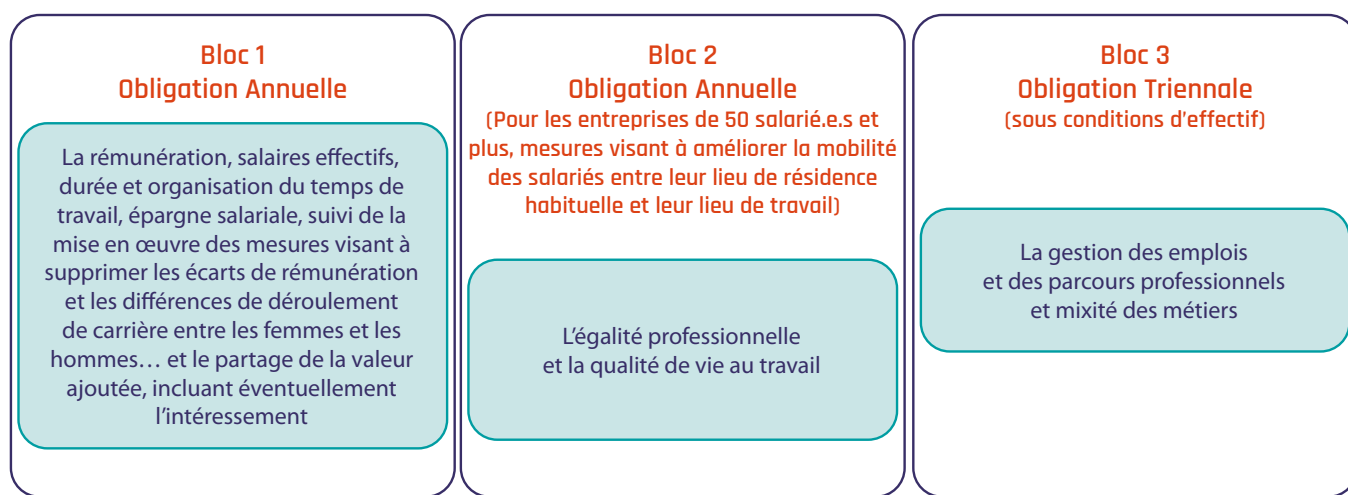 Bloc 1
Obligation Annuelle
La rémunération, salaires effectifs,
durée et organisation du temps de
travail, épargne salariale, suivi de la
mise en œuvre des mesures visant à
supprimer les écarts de rémunération
et les différences de déroulement
de carrière entre les femmes et les
hommes… et le partage de la valeur
ajoutée, incluant éventuellement
l’intéressement
Bloc 2
Obligation Annuelle
(Pour les entreprises de 50 salarié.e.s et
plus, mesures visant à améliorer la mobilité
des salariés entre leur lieu de résidence
habituelle et leur lieu de travail)
L’égalité professionnelle
et la qualité de vie au travail
Bloc 3
Obligation Triennale
(sous conditions d’effectif)
La gestion des emplois
et des parcours professionnels
et mixité des métiers